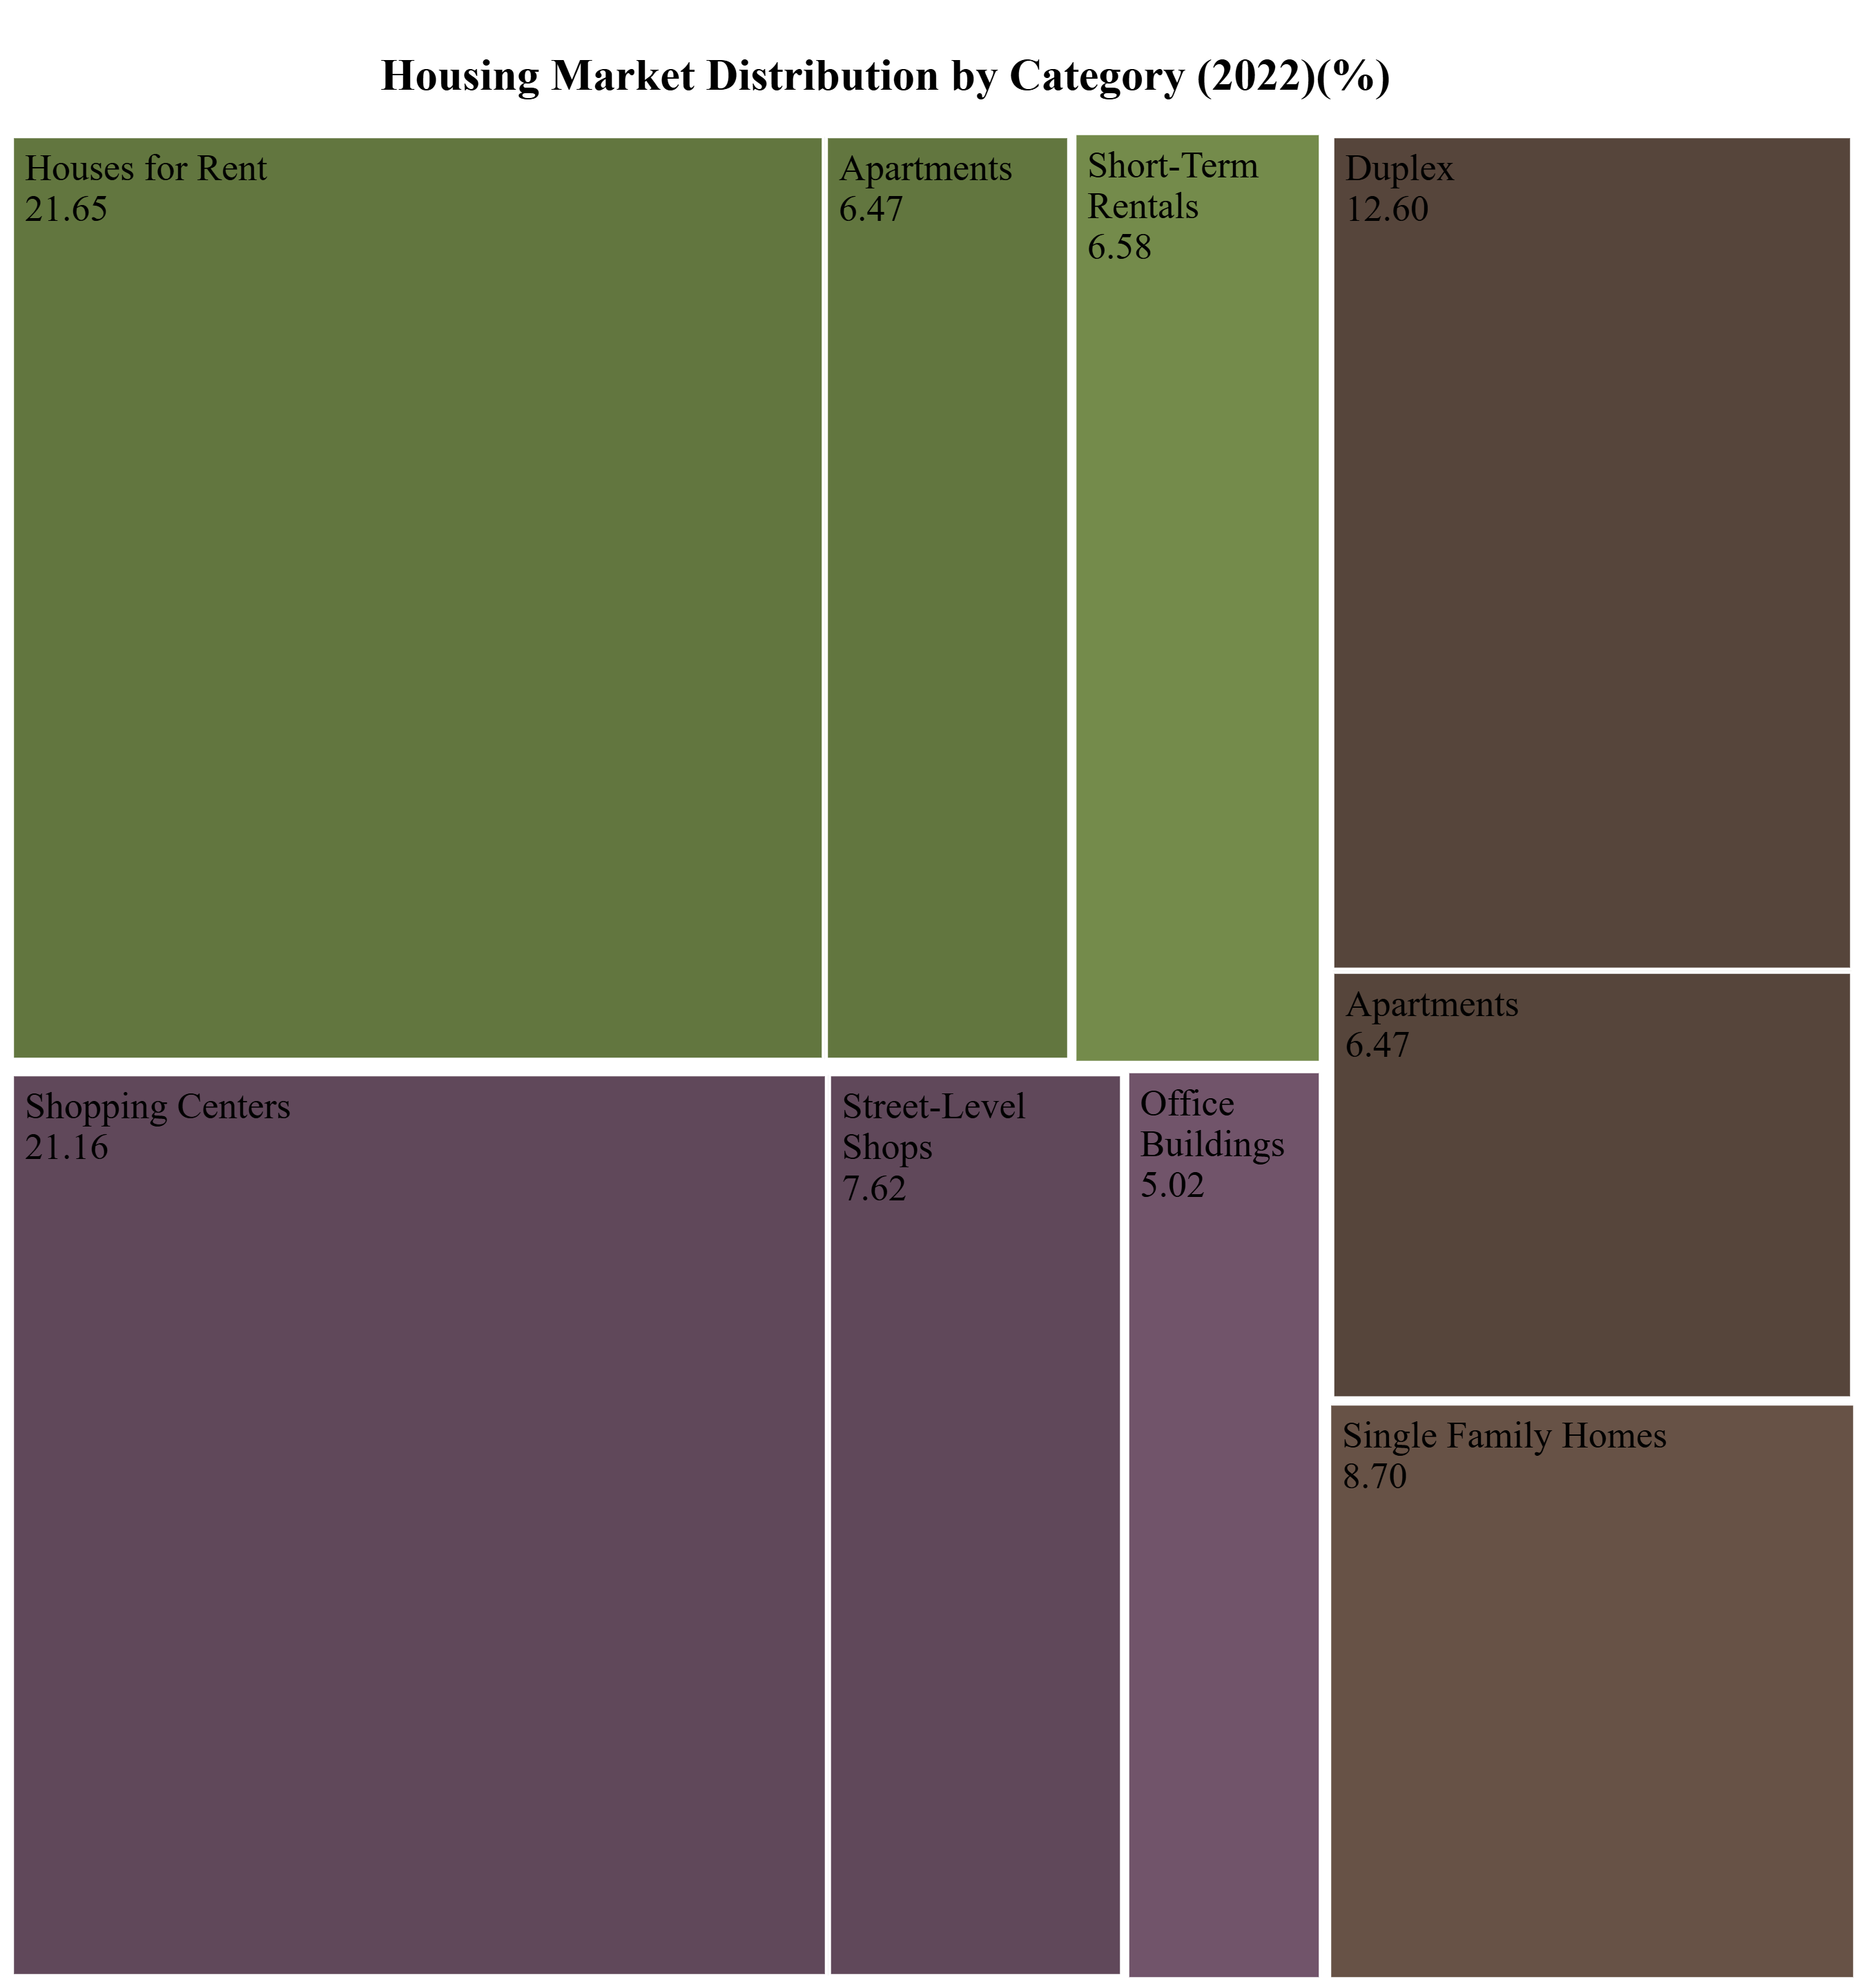 Housing Market Distribution by Category (2022)(%)
Houses for Rent
21.65
Apartments
6.47
Short-Term
Rentals
6.58
Duplex
12.60
Apartments
6.47
Shopping Centers
21.16
Street-Level
Shops
7.62
Office
Buildings
5.02
Single Family Homes
8.70